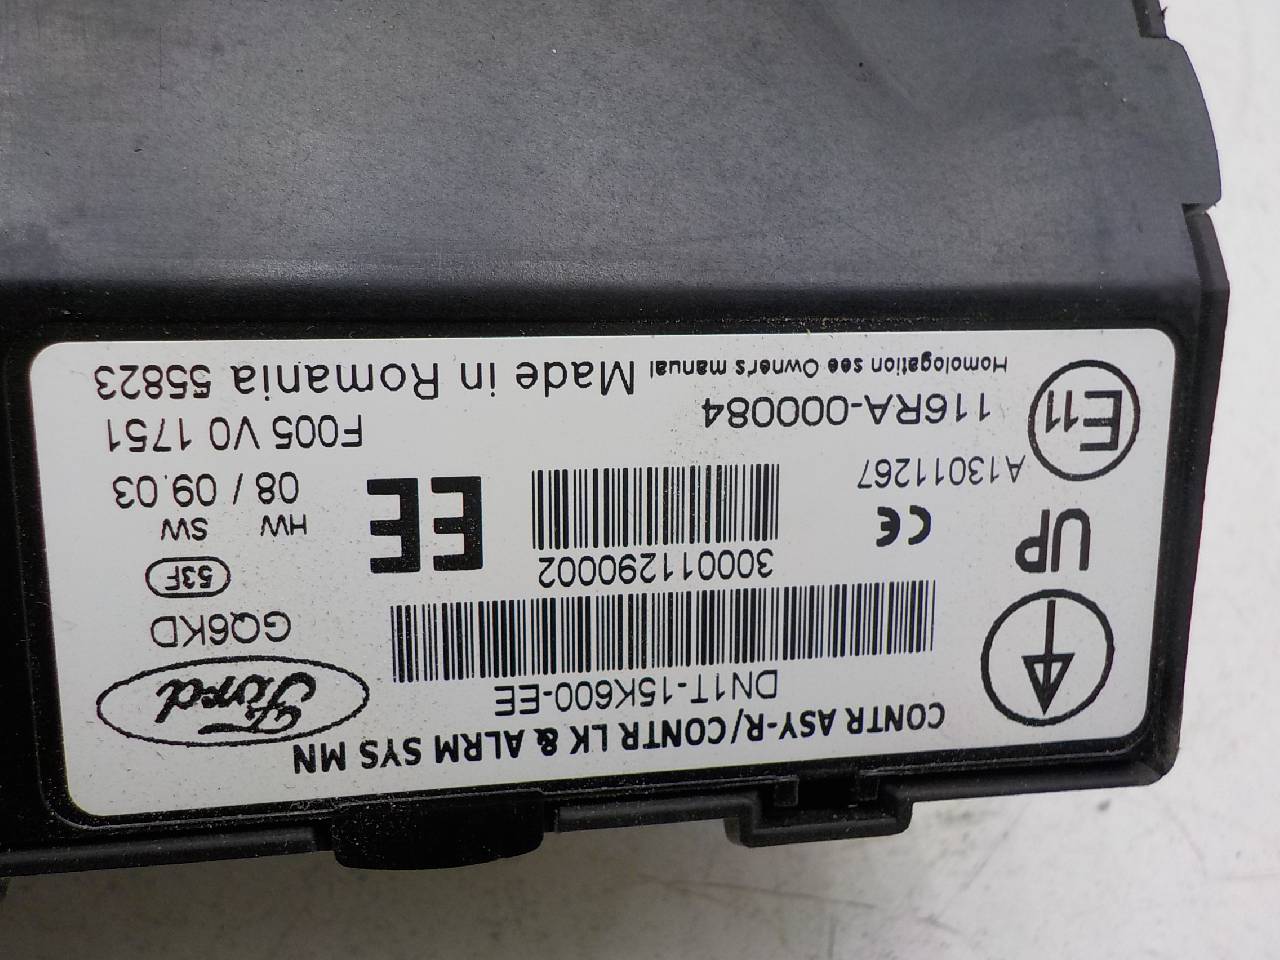 CONTR ASY-R/CONTR LK & ALRM SYS MN
DN1T-15K600-EE
Ford
GQ6KD
53F
UP
300011290002
CE
EE
HW SW
08 / 09.03
A13011267
E11
116RA-000084
F005 V0 1751
Homologation see Owner's manual
Made in Romania 55823